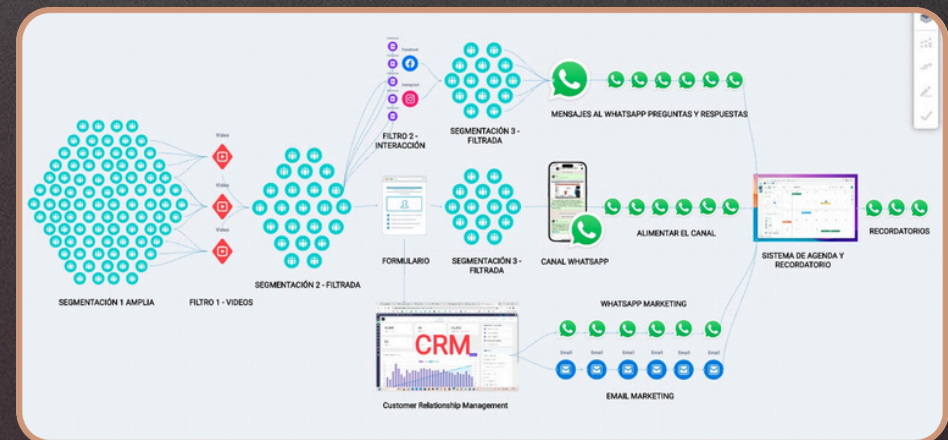 Facebook
Instagram
FILTRO 2 -
INTERACCIÓN
SEGMENTACIÓN 3 -
FILTRADA
MENSAJES AL WHATSAPP PREGUNTAS Y RESPUESTAS
Video
Video
Video
SEGMENTACIÓN 1 AMPLIA
FILTRO 1 - VIDEOS
SEGMENTACIÓN 2 - FILTRADA
FORMULARIO
SEGMENTACIÓN 3 -
FILTRADA
CANAL WHATSAPP
ALIMENTAR EL CANAL
SISTEMA DE AGENDA Y
RECORDATORIO
RECORDATORIOS
CRM
Customer Relationship Management
WHATSAPP MARKETING
Email
Email
Email
Email
Email
Email
EMAIL MARKETING